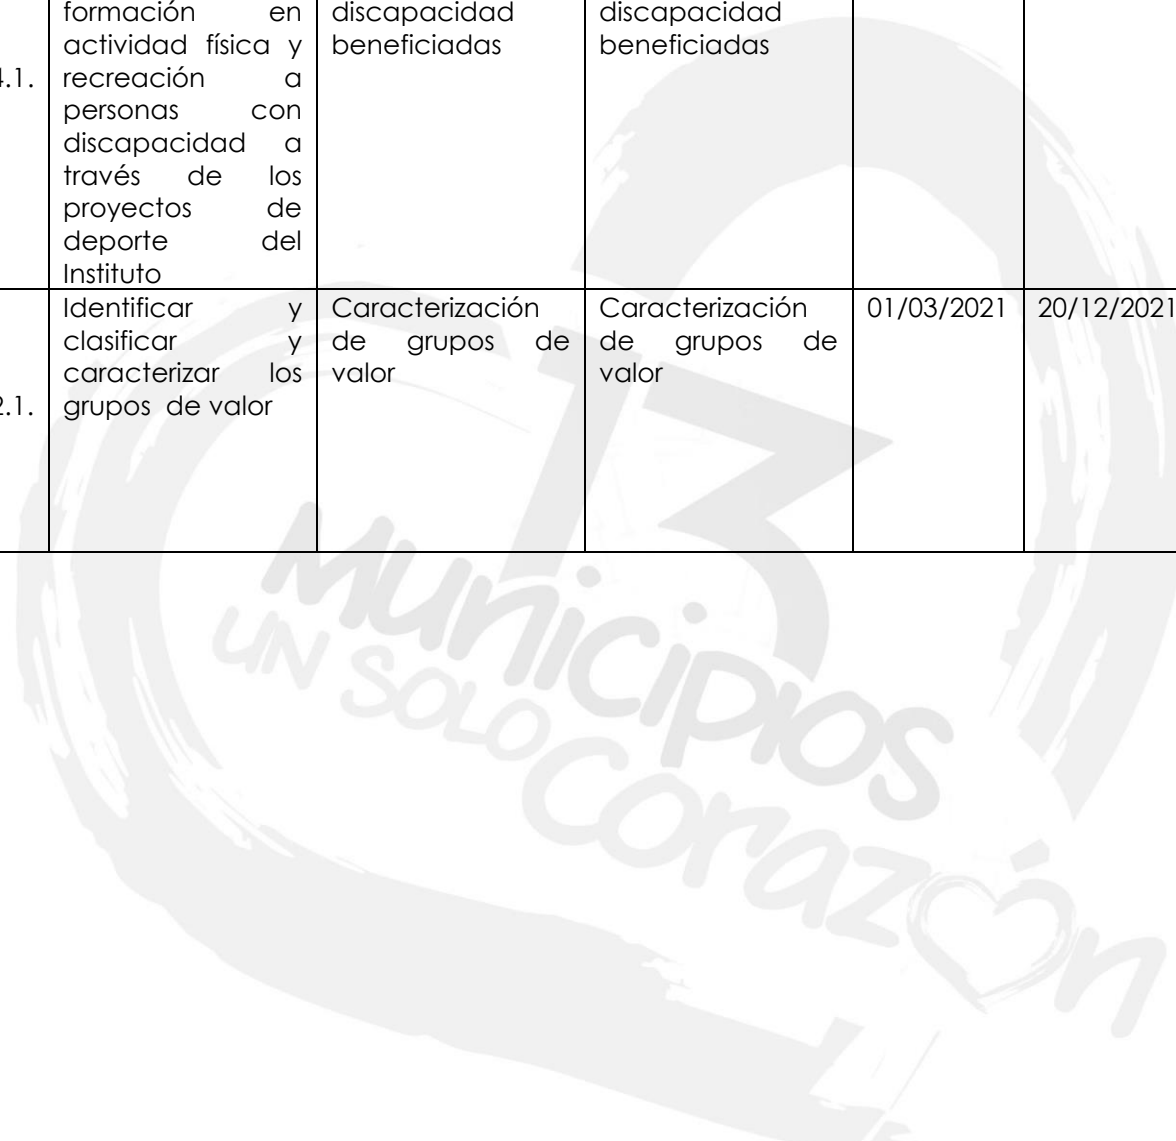 formación en
actividad física y
4.1. recreación a
personas con
discapacidad a
través de los
proyectos de
deporte del
Instituto
discapacidad
beneficiadas
discapacidad
beneficiadas
Identificar y
clasificar y
caracterizar los
2.1. grupos de valor
Caracterización
de grupos de
valor
Caracterización
de grupos de
valor
01/03/2021
20/12/2021
13
Municipios
UN SOLO
Corazón